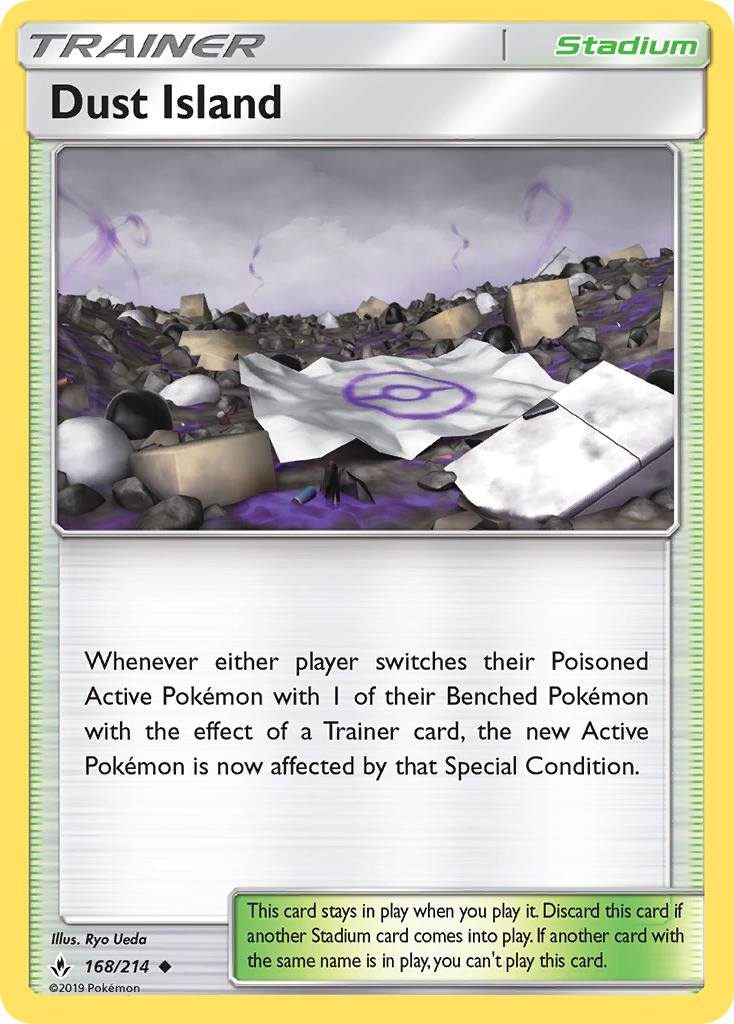 TRAINER
Stadium
Dust Island
Whenever either player switches their Poisoned
Active Pokémon with 1 of their Benched Pokémon
with the effect of a Trainer card, the new Active
Pokémon is now affected by that Special Condition.
This card stays in play when you play it. Discard this card if
another Stadium card comes into play. If another card with
the same name is in play, you can't play this card.
Illus. Ryo Ueda
168/214
©2019 Pokémon